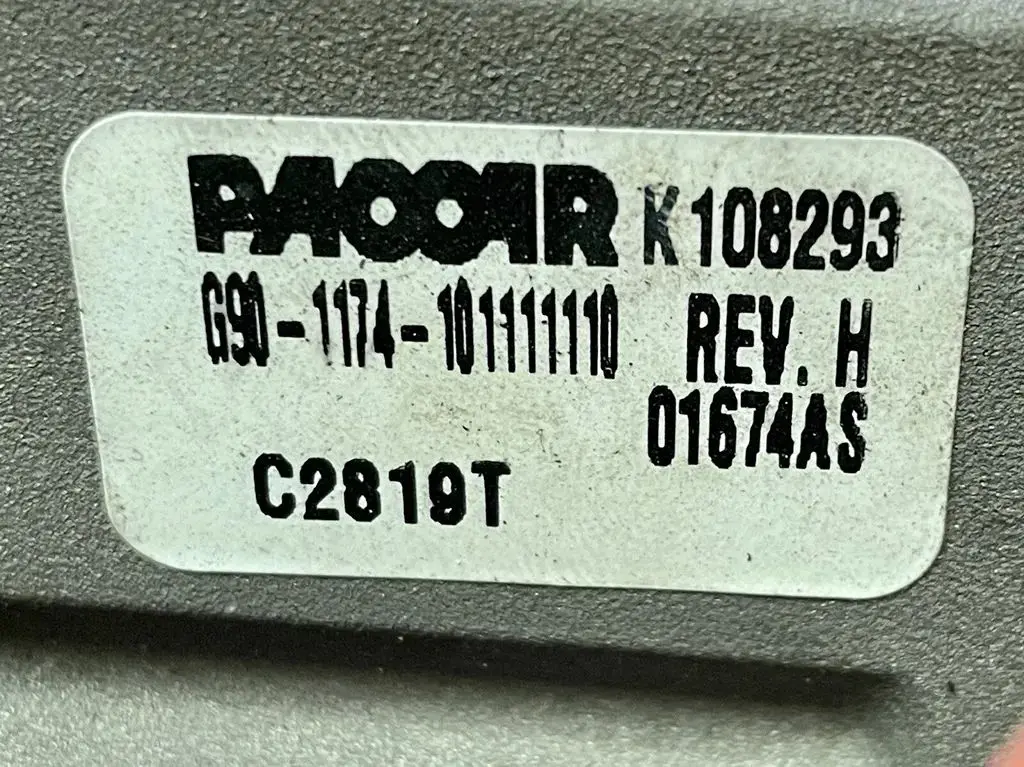 PACCAR K108293
G90-1174-101111110 REV. H
01674AS
C2819T